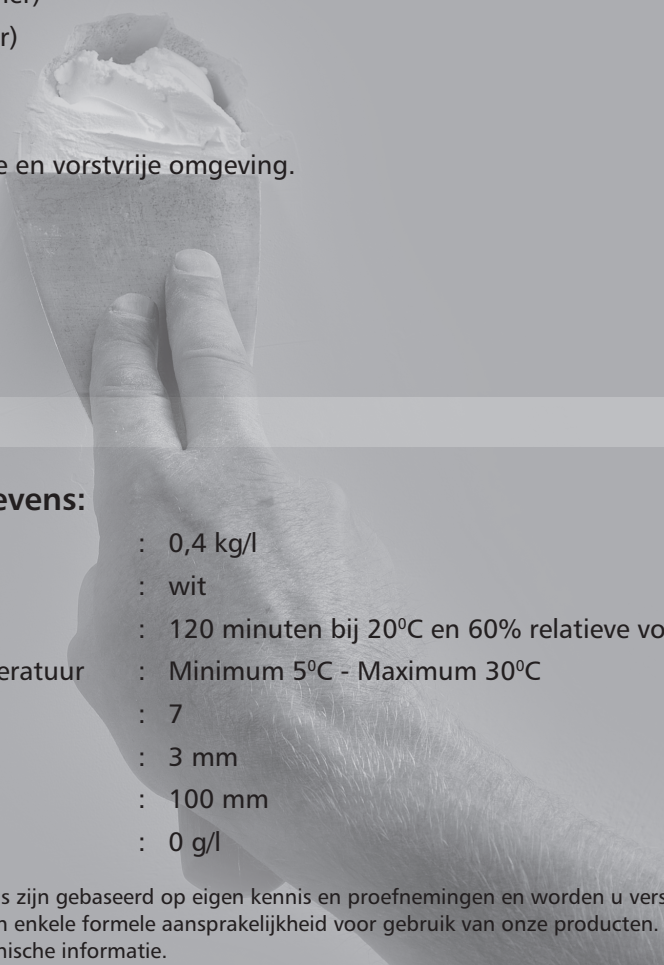 r)
e en vorstvrije omgeving.
evens:
: 0,4 kg/l
: wit
: 120 minuten bij 20⁰C en 60% relatieve vo
eratuur : Minimum 5⁰C - Maximum 30⁰C
: 7
: 3 mm
: 100 mm
: 0 g/l
s zijn gebaseerd op eigen kennis en proefnemingen en worden u vers
n enkele formele aansprakelijkheid voor gebruik van onze producten.
nische informatie.